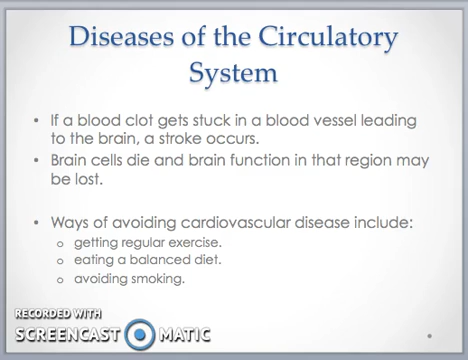 Diseases of the Circulatory
System
• If a blood clot gets stuck in a blood vessel leading
to the brain, a stroke occurs.
• Brain cells die and brain function in that region may
be lost.
• Ways of avoiding cardiovascular disease include:
o getting regular exercise.
o eating a balanced diet.
o avoiding smoking.
RECORDED WITH
SCREENCAST MATIC